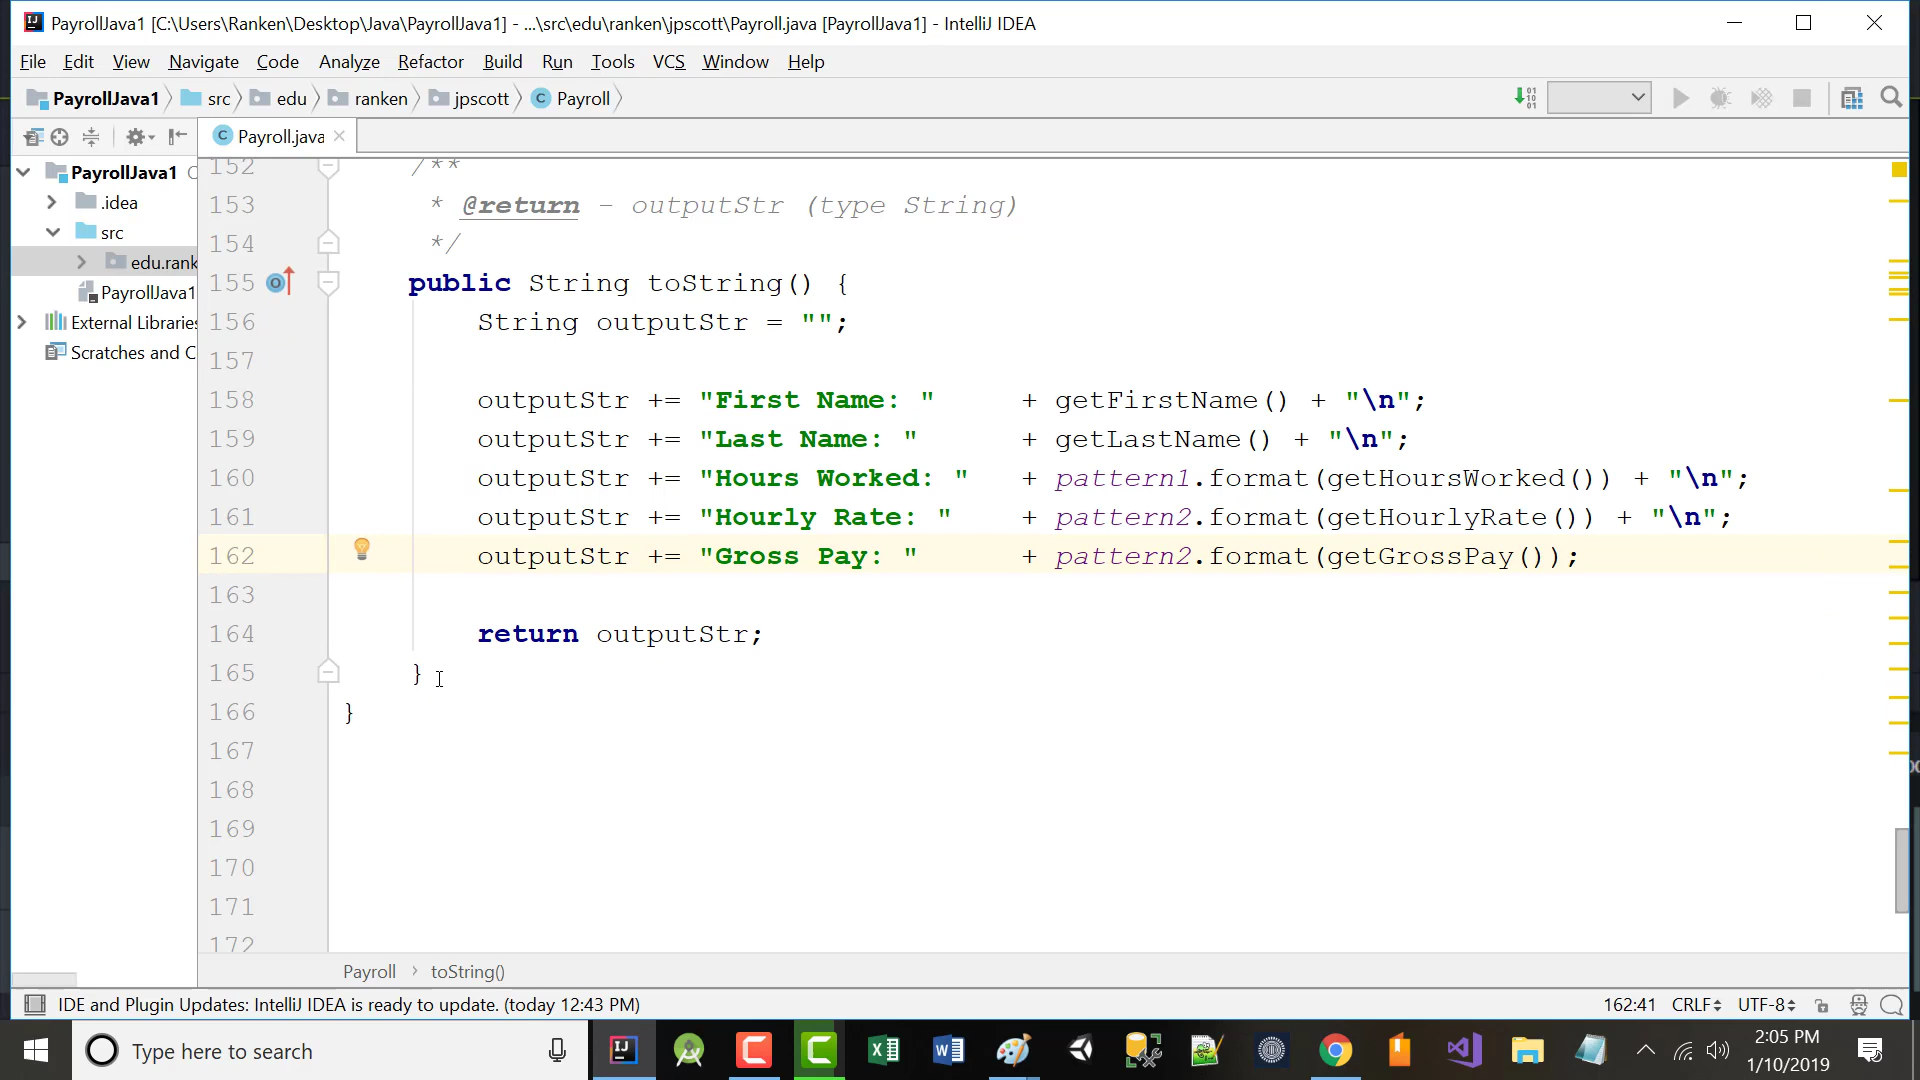 PayrollJava1 [C:\Users\Ranken\Desktop\Java\PayrollJava1] - ...\src\edu\ranken\jpscott\Payroll.java [PayrollJava1] - IntelliJ IDEA
File Edit View Navigate Code Analyze Refactor Build Run Tools VCS Window Help
PayrollJava1 src edu ranken jpscott C Payroll
C Payroll.java
PayrollJava1
.idea
src
edu.rank
PayrollJava1
External Libraries
Scratches and C
152 /**
153 * @return - outputStr (type String)
154 */
155 public String toString() {
156 String outputStr = "";
157
158 outputStr += "First Name: " + getFirstName() + "\n";
159 outputStr += "Last Name: " + getLastName() + "\n";
160 outputStr += "Hours Worked: " + pattern1.format(getHoursWorked()) + "\n";
161 outputStr += "Hourly Rate: " + pattern2.format(getHourlyRate()) + "\n";
162 outputStr += "Gross Pay: " + pattern2.format(getGrossPay());
163
164 return outputStr;
165 }
166 }
167
168
169
170
171
172
Payroll › toString()
IDE and Plugin Updates: IntelliJ IDEA is ready to update. (today 12:43 PM) 162:41 CRLF UTF-8
Type here to search
2:05 PM
1/10/2019